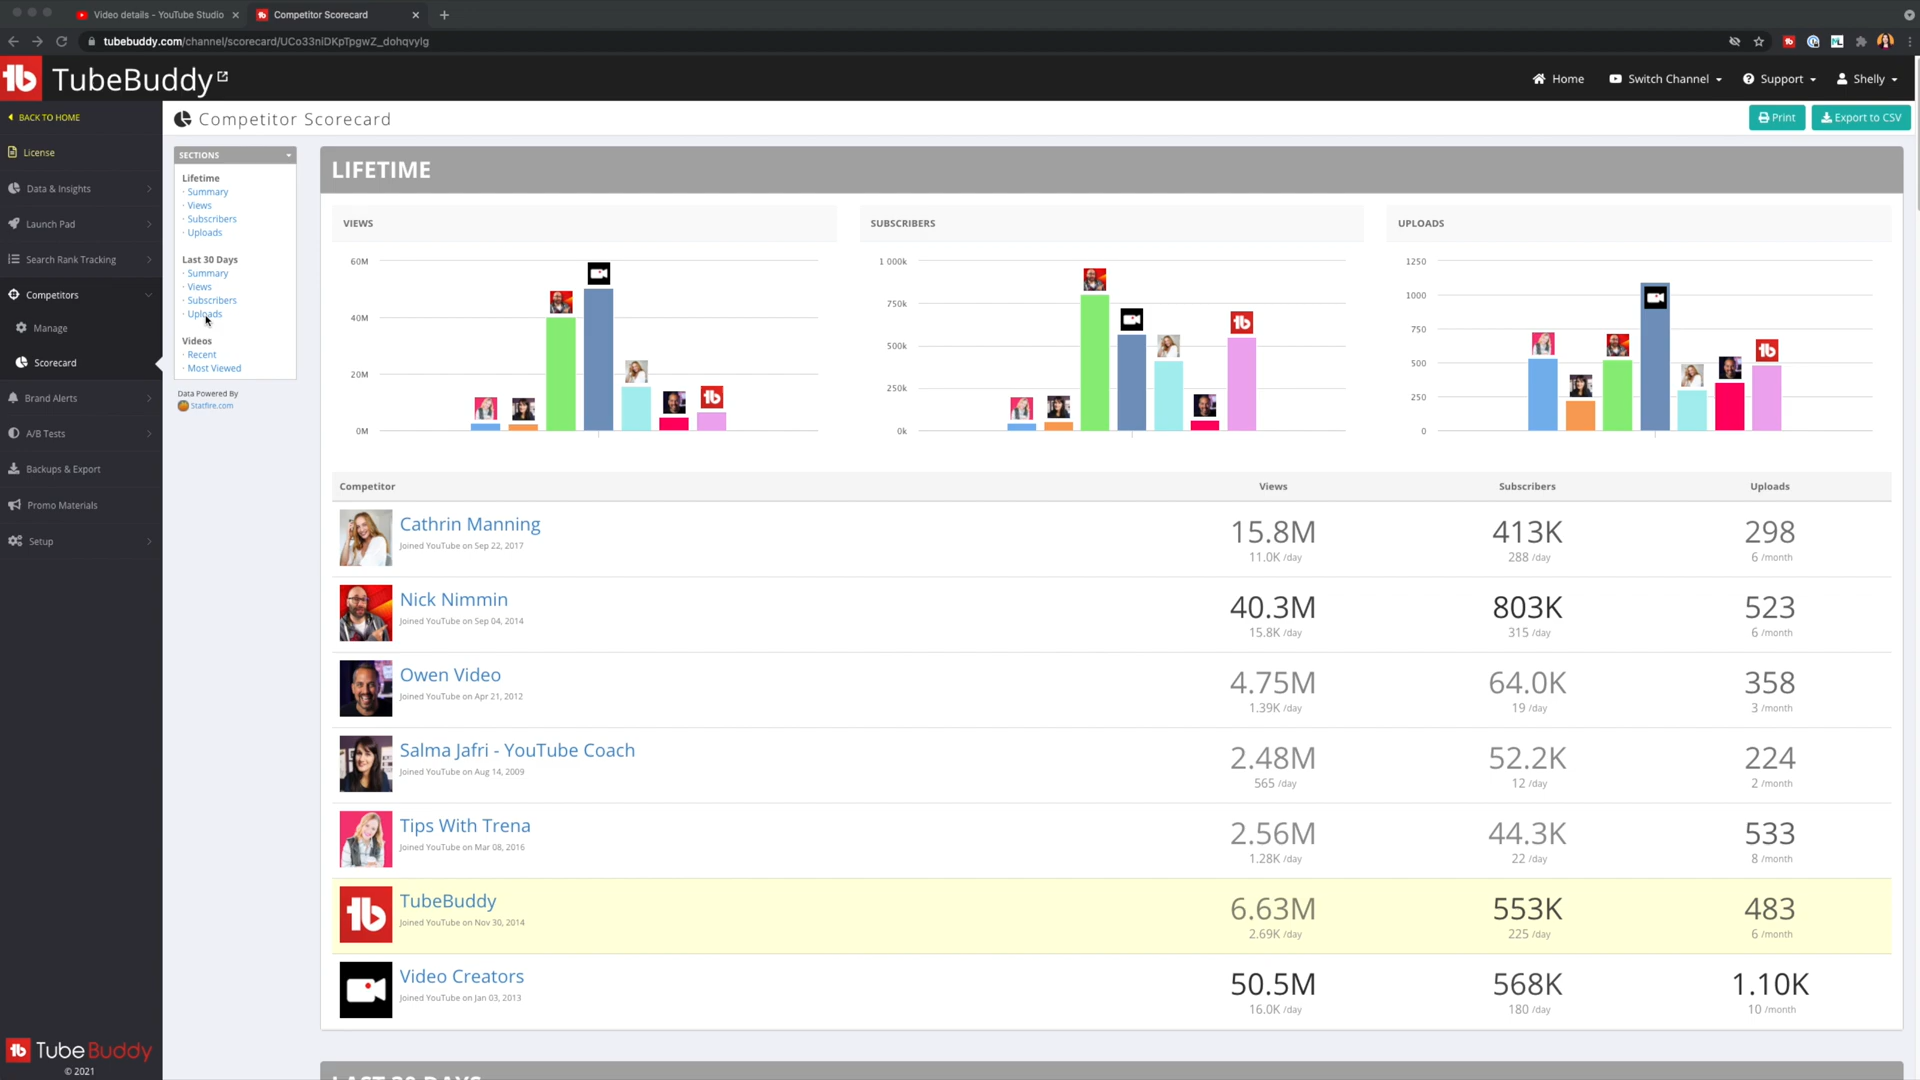 Video details - YouTube Studio
Competitor Scorecard
tubebuddy.com/channel/scorecard/UCo33niDKpTpgwZ_dohqvylg
TubeBuddy
Home
Switch Channel
Support
Shelly
BACK TO HOME
License
Data & Insights
Launch Pad
Search Rank Tracking
Competitors
Manage
Scorecard
Brand Alerts
A/B Tests
Backups & Export
Promo Materials
Setup
TubeBuddy
© 2021
Competitor Scorecard
Print
Export to CSV
SECTIONS
Lifetime
· Summary
· Views
· Subscribers
· Uploads
Last 30 Days
· Summary
· Views
· Subscribers
· Uploads
Videos
· Recent
· Most Viewed
Data Powered By
Statfire.com
LIFETIME
VIEWS
60M
40M
20M
0M
SUBSCRIBERS
1 000k
750k
500k
250k
0k
UPLOADS
1250
1000
750
500
250
0
Competitor Views Subscribers Uploads
Cathrin Manning 15.8M 413K 298
Joined YouTube on Sep 22, 2017 11.0K /day 288 /day 6 /month
Nick Nimmin 40.3M 803K 523
Joined YouTube on Sep 04, 2014 15.8K /day 315 /day 6 /month
Owen Video 4.75M 64.0K 358
Joined YouTube on Apr 21, 2012 1.39K /day 19 /day 3 /month
Salma Jafri - YouTube Coach 2.48M 52.2K 224
Joined YouTube on Aug 14, 2009 565 /day 12 /day 2 /month
Tips With Trena 2.56M 44.3K 533
Joined YouTube on Mar 08, 2016 1.28K /day 22 /day 8 /month
TubeBuddy 6.63M 553K 483
Joined YouTube on Nov 30, 2014 2.69K /day 225 /day 6 /month
Video Creators 50.5M 568K 1.10K
Joined YouTube on Jan 03, 2013 16.0K /day 180 /day 10 /month
LAST 30 DAYS